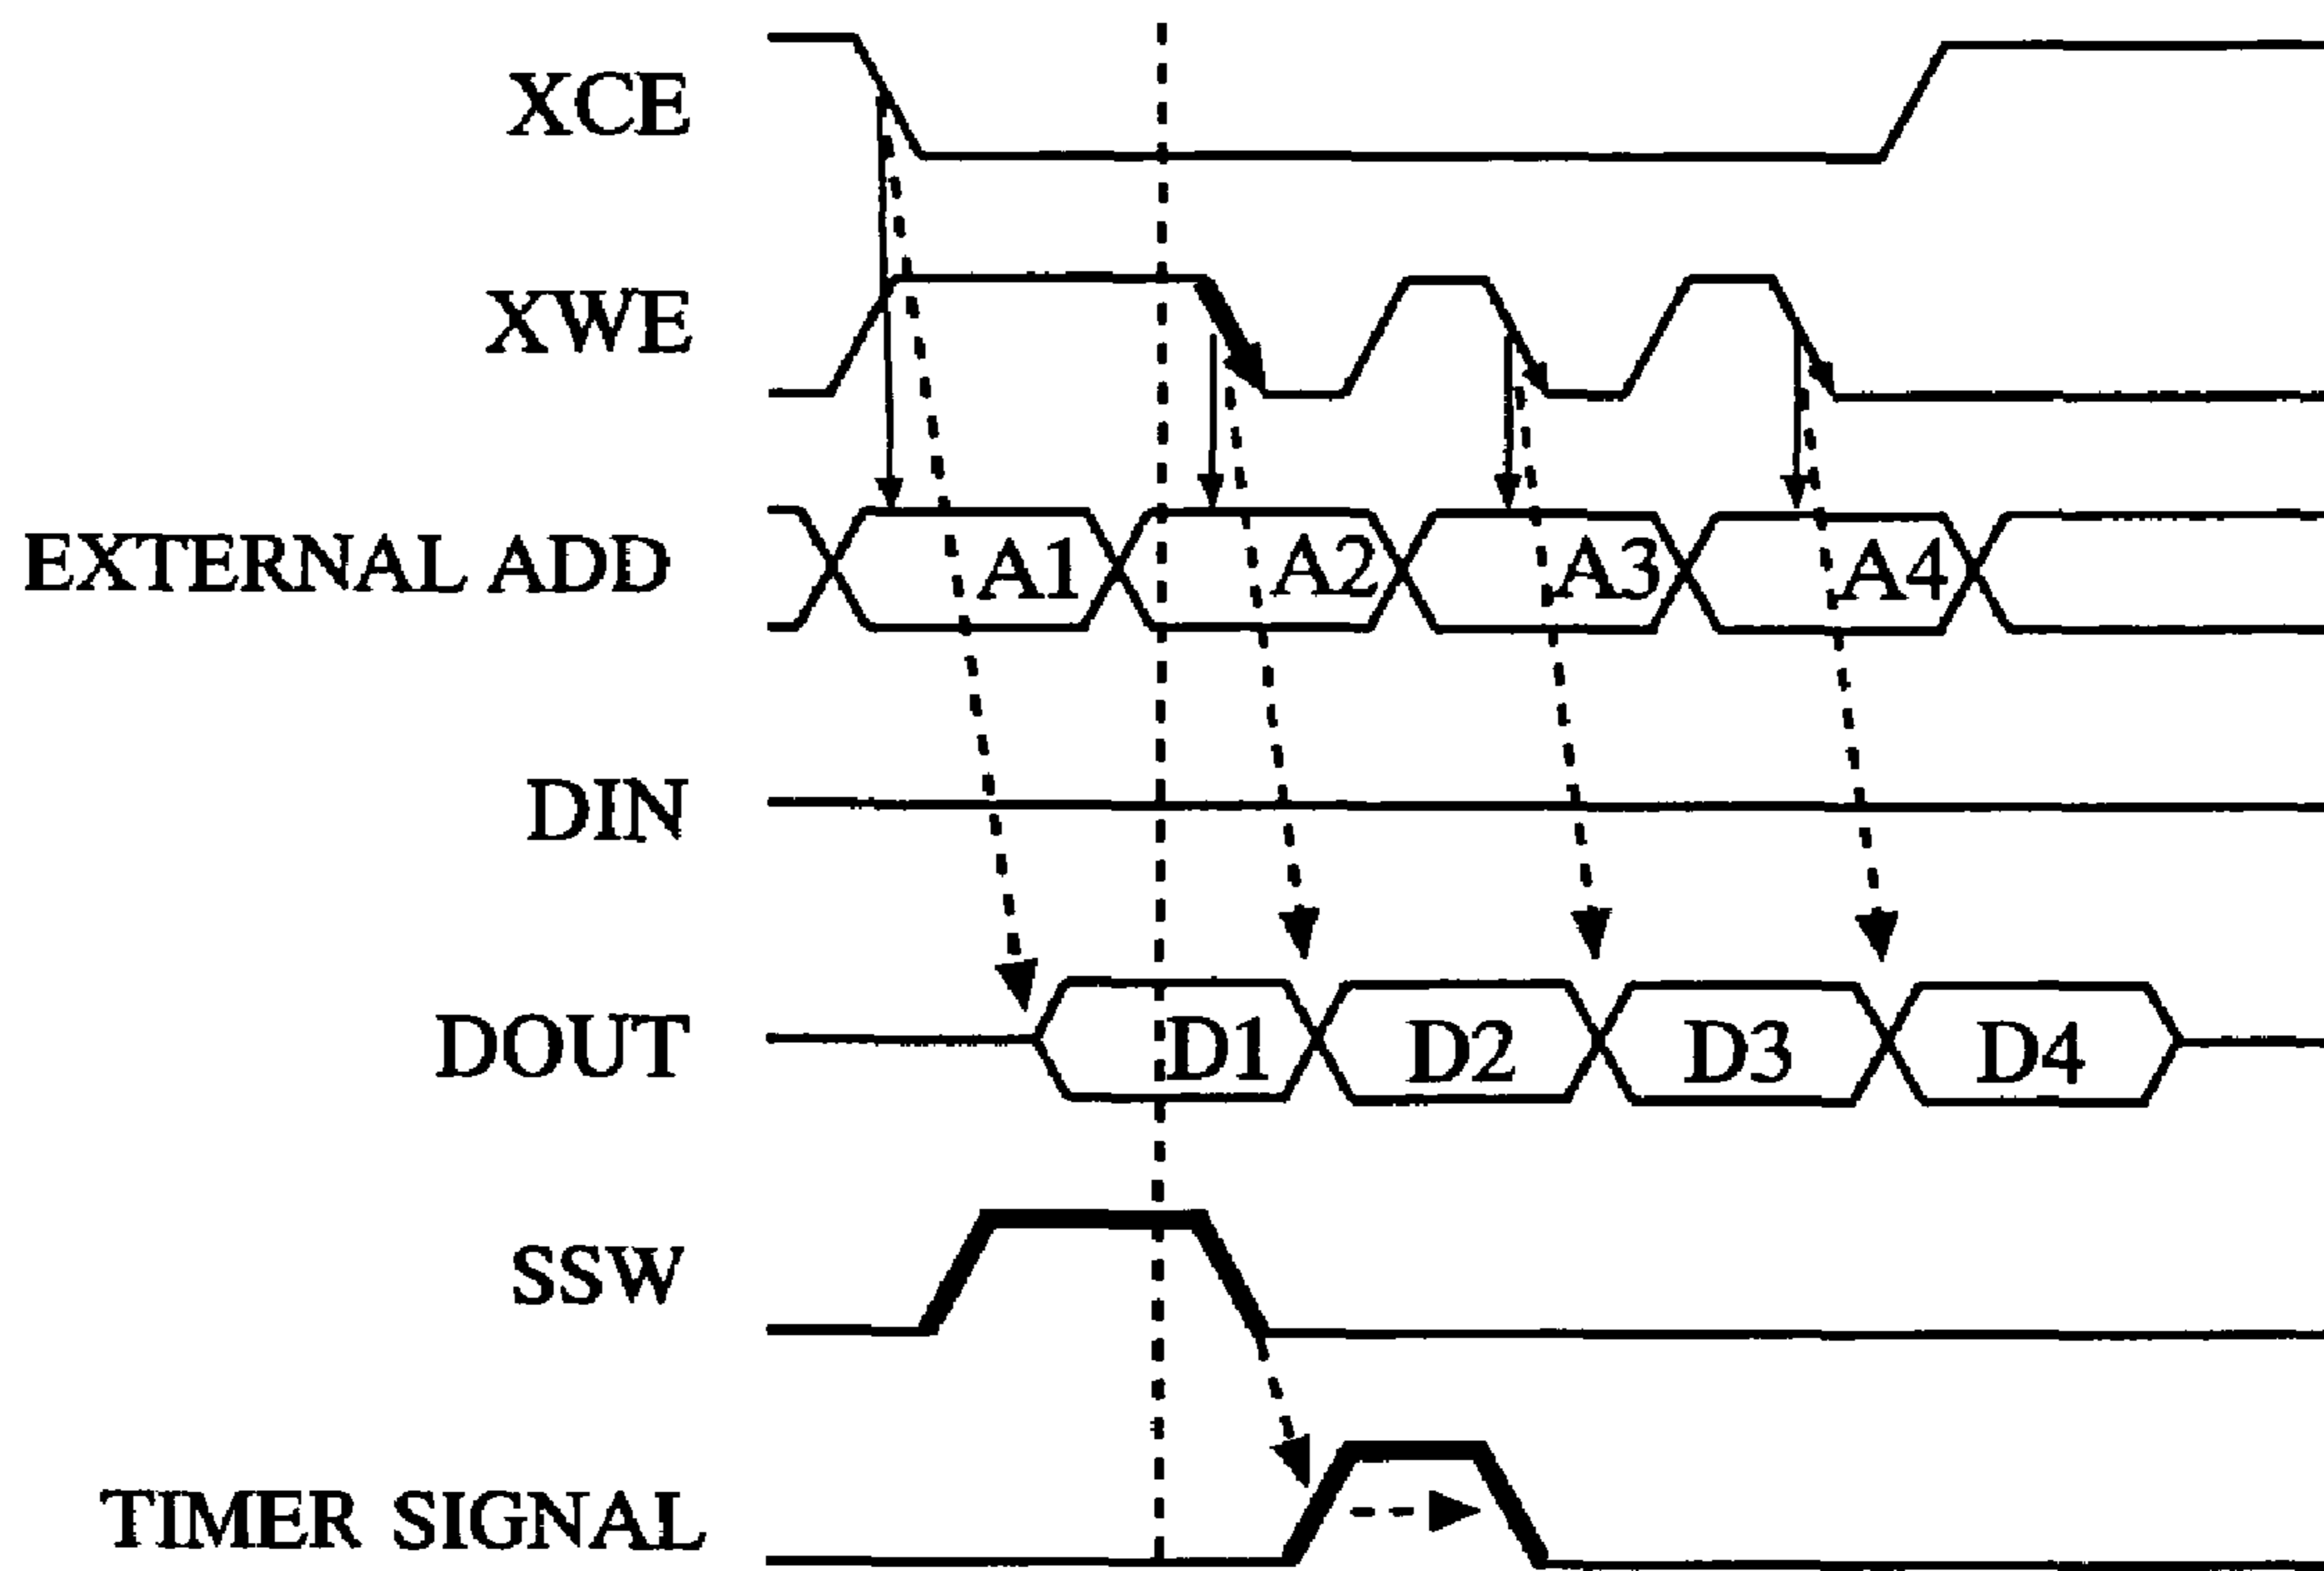 XCE
XWE
EXTERNAL ADD A1 A2 A3 A4
DIN
DOUT D1 D2 D3 D4
SSW
TIMER SIGNAL